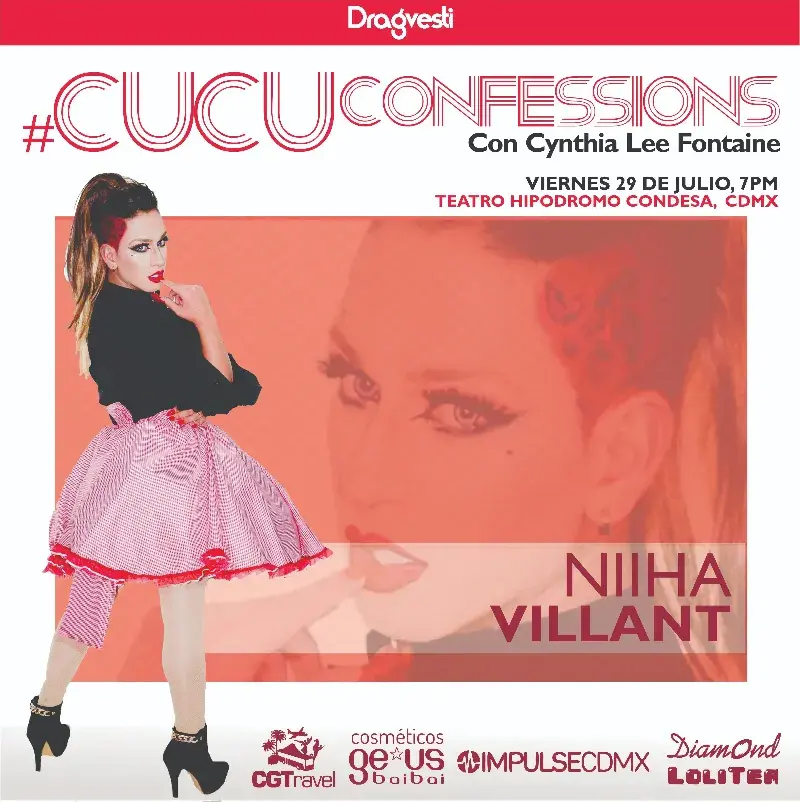 Dragvesti
#CUCUCONFESSIONS
Con Cynthia Lee Fontaine
VIERNES 29 DE JULIO, 7PM
TEATRO HIPODROMO CONDESA, CDMX
NIIHA
VILLANT
CGTravel
cosméticos
ge★us
baibai
IMPULSECDMX
DiamOnd
LOLITEA